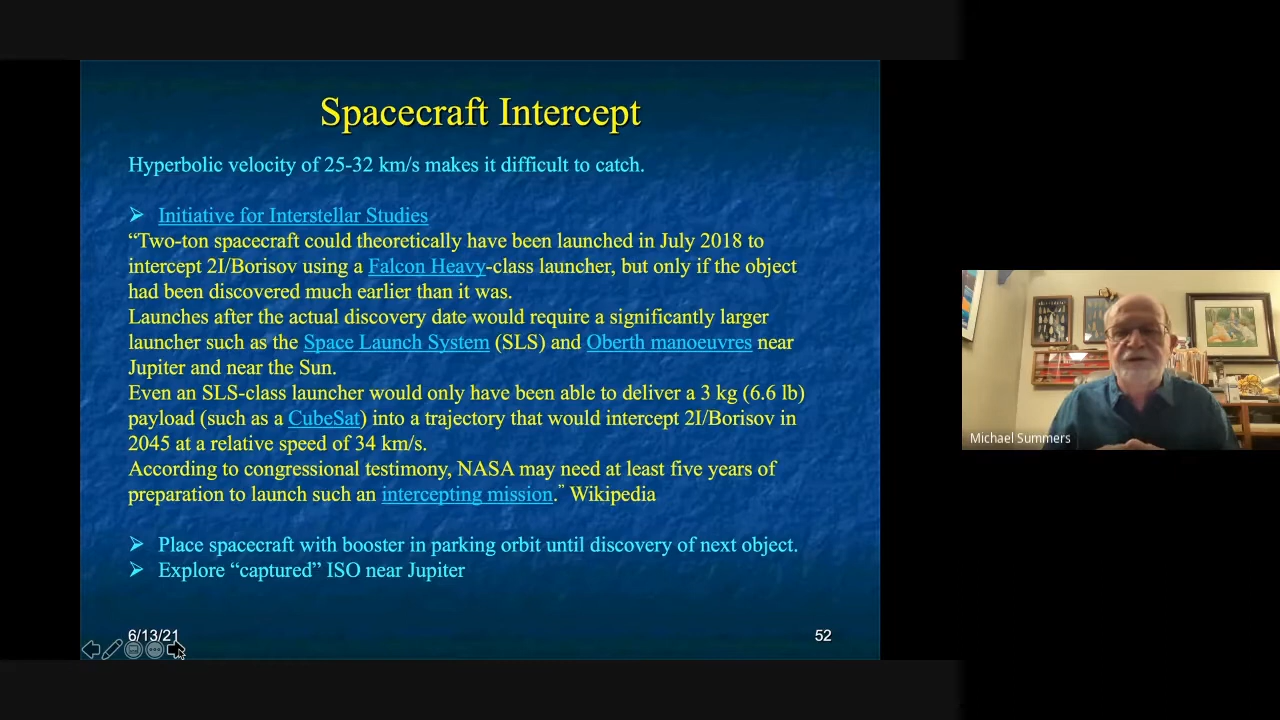 Spacecraft Intercept
Hyperbolic velocity of 25-32 km/s makes it difficult to catch.
➢ Initiative for Interstellar Studies
“Two-ton spacecraft could theoretically have been launched in July 2018 to
intercept 2I/Borisov using a Falcon Heavy-class launcher, but only if the object
had been discovered much earlier than it was.
Launches after the actual discovery date would require a significantly larger
launcher such as the Space Launch System (SLS) and Oberth manoeuvres near
Jupiter and near the Sun.
Even an SLS-class launcher would only have been able to deliver a 3 kg (6.6 lb)
payload (such as a CubeSat) into a trajectory that would intercept 2I/Borisov in
2045 at a relative speed of 34 km/s.
According to congressional testimony, NASA may need at least five years of
preparation to launch such an intercepting mission.” Wikipedia
➢ Place spacecraft with booster in parking orbit until discovery of next object.
➢ Explore “captured” ISO near Jupiter
6/13/21
52
Michael Summers